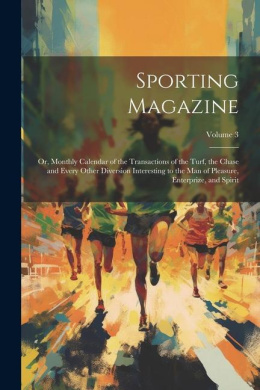 Sporting
Magazine
Volume 3
Or, Monthly Calendar of the Transactions of the Turf, the Chase
and Every Other Diversion Interesting to the Man of Pleasure,
Enterprize, and Spirit